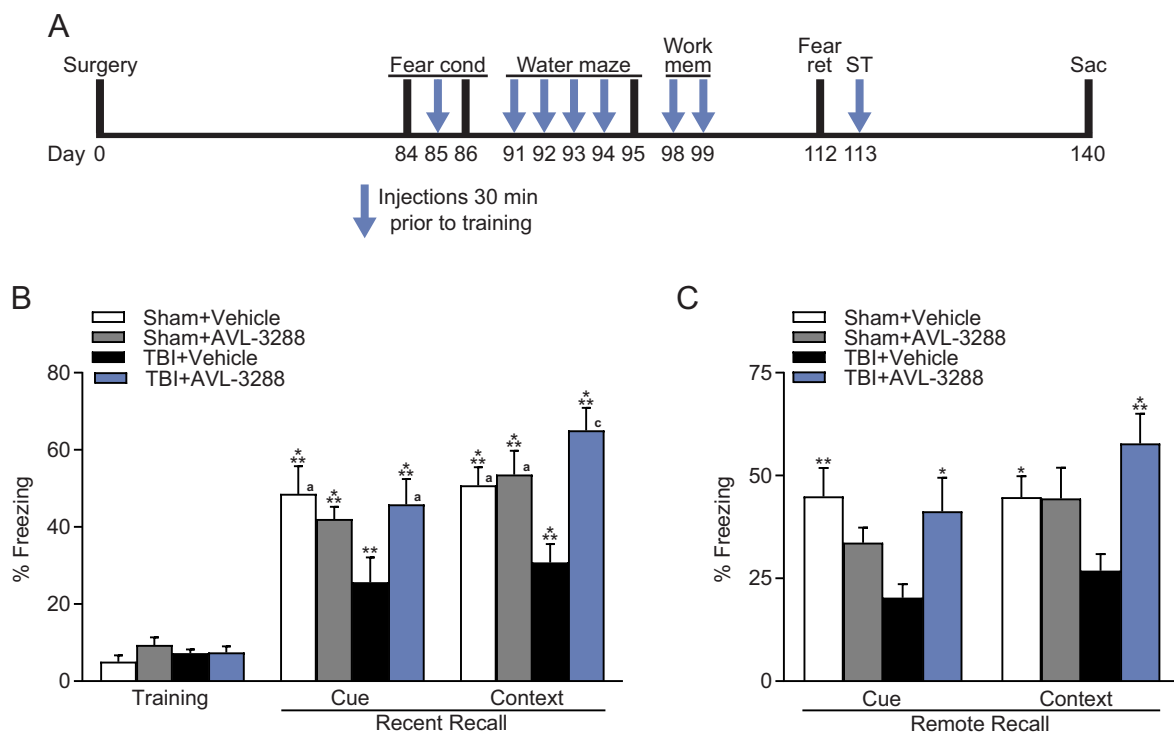 A
Surgery
Fear cond
Water maze
Work
mem
Fear
ret
ST
Sac
Day 0
84 85 86
91 92 93 94 95
98 99
112 113
140
Injections 30 min
prior to training
B
Sham+Vehicle
Sham+AVL-3288
TBI+Vehicle
TBI+AVL-3288
80
60
40
20
0
% Freezing
*
**
a
*
**
**
*
**
a
*
**
a
*
**
a
*
**
*
**
c
Training
Cue
Context
Recent Recall
C
Sham+Vehicle
Sham+AVL-3288
TBI+Vehicle
TBI+AVL-3288
75
50
25
0
% Freezing
**
*
*
*
**
Cue
Context
Remote Recall